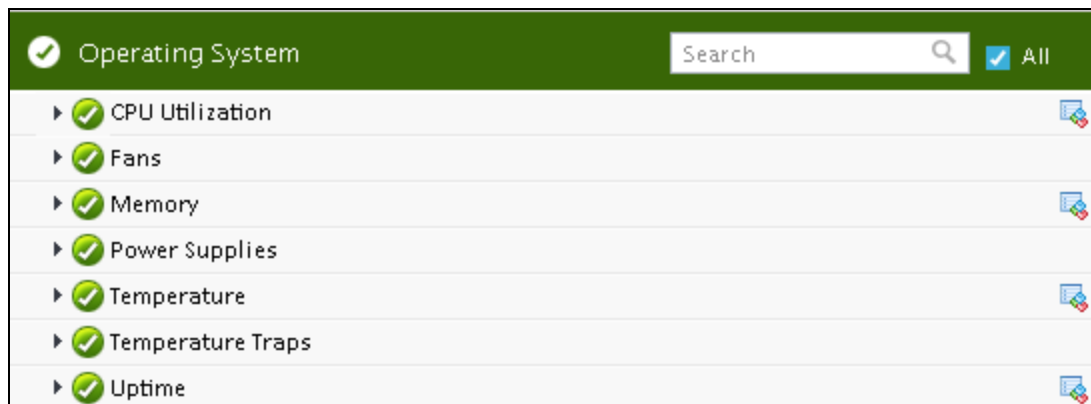 Operating System
Search
All
CPU Utilization
Fans
Memory
Power Supplies
Temperature
Temperature Traps
Uptime